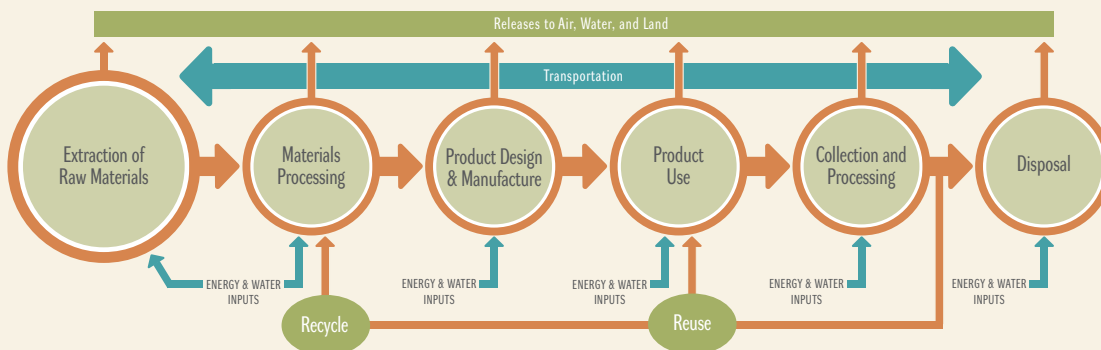 Releases to Air, Water, and Land
Transportation
Extraction of
Raw Materials
Materials
Processing
Product Design
& Manufacture
Product
Use
Collection and
Processing
Disposal
ENERGY & WATER
INPUTS
ENERGY & WATER
INPUTS
ENERGY & WATER
INPUTS
ENERGY & WATER
INPUTS
ENERGY & WATER
INPUTS
Recycle
Reuse